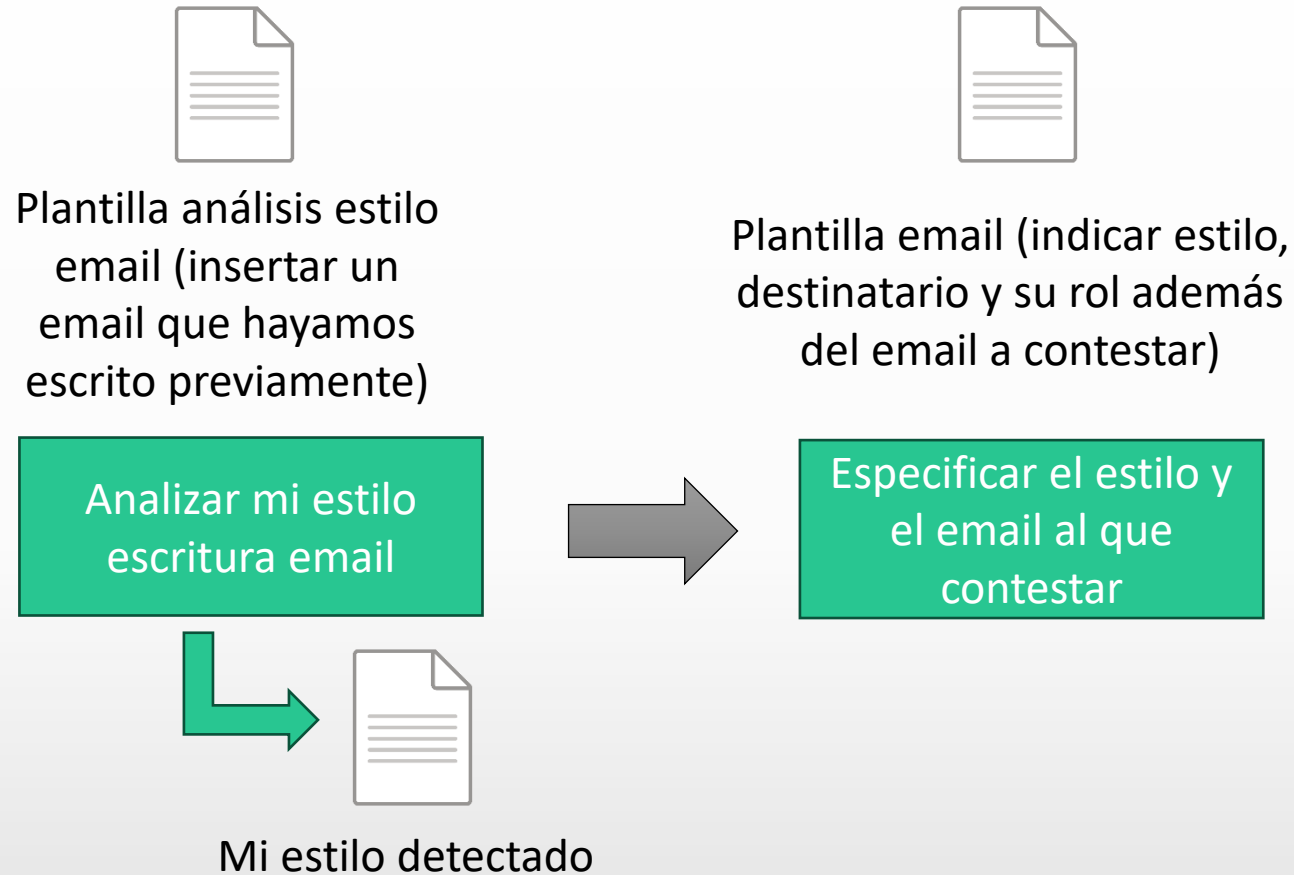 Plantilla análisis estilo
email (insertar un
email que hayamos
escrito previamente)
Analizar mi estilo
escritura email
Mi estilo detectado
Plantilla email (indicar estilo,
destinatario y su rol además
del email a contestar)
Especificar el estilo y
el email al que
contestar